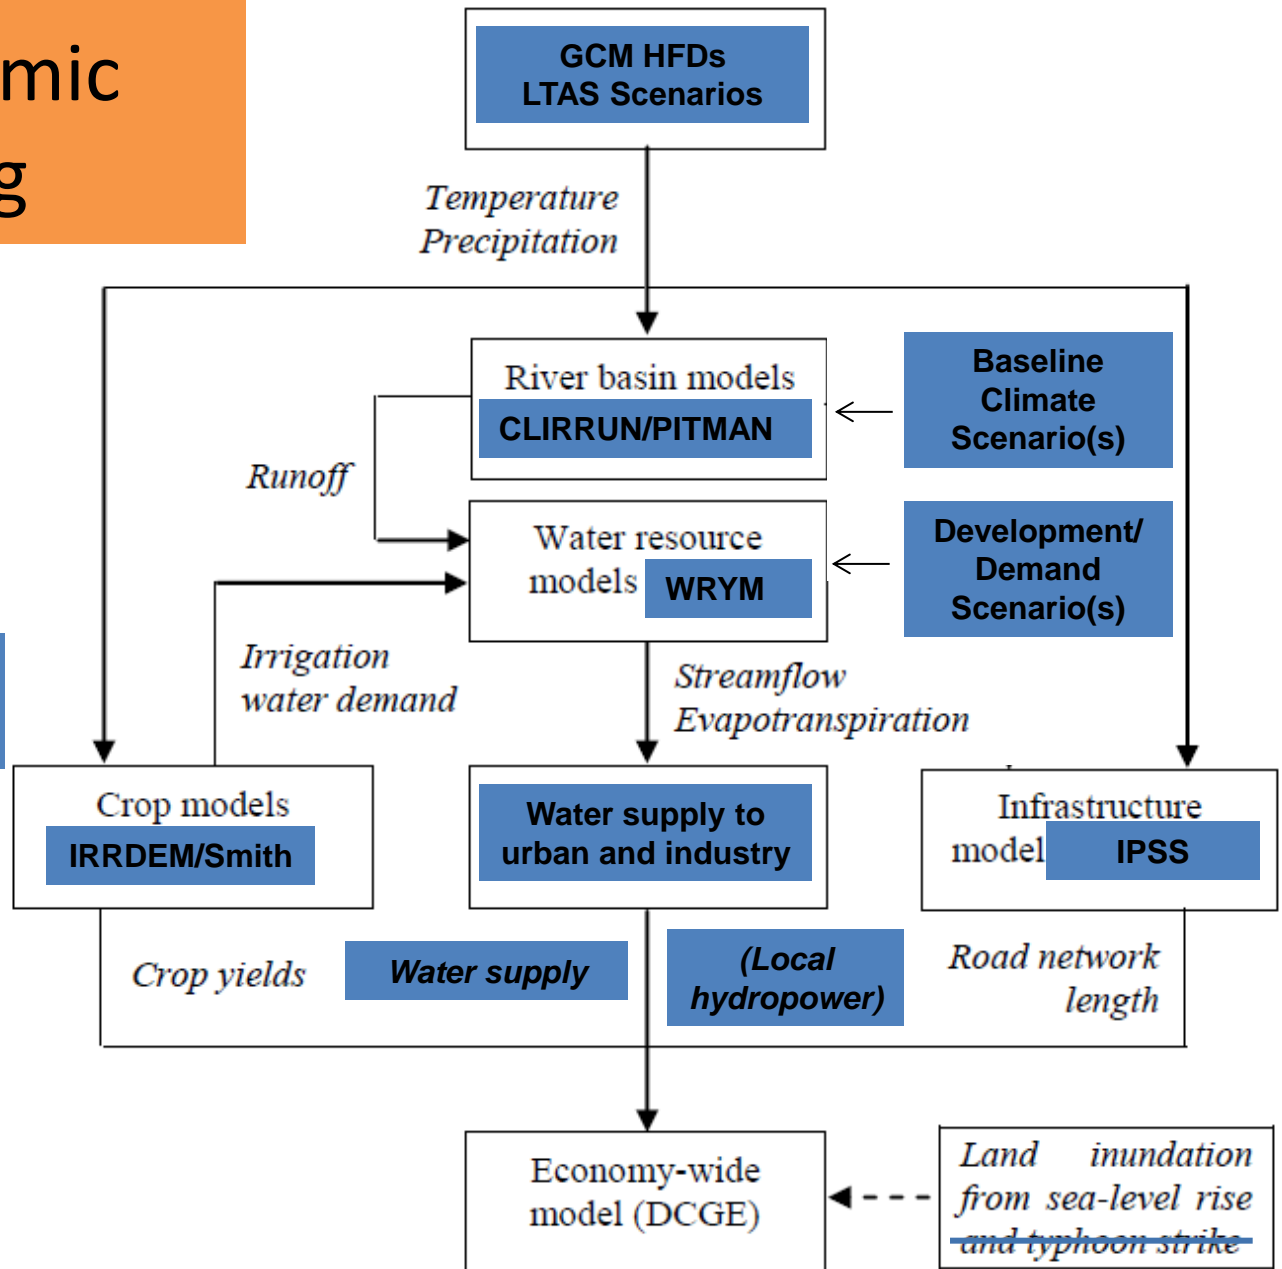 mic
g
GCM HFDs
LTAS Scenarios
Temperature
Precipitation
River basin models
CLIRRUN/PITMAN
Baseline
Climate
Scenario(s)
Runoff
Water resource
models WRYM
Development/
Demand
Scenario(s)
Irrigation
water demand
Streamflow
Evapotranspiration
Crop models
IRRDEM/Smith
Water supply to
urban and industry
Infrastructure
model IPSS
Crop yields
Water supply
(Local
hydropower)
Road network
length
Economy-wide
model (DCGE)
Land inundation
from sea-level rise
and typhoon strike